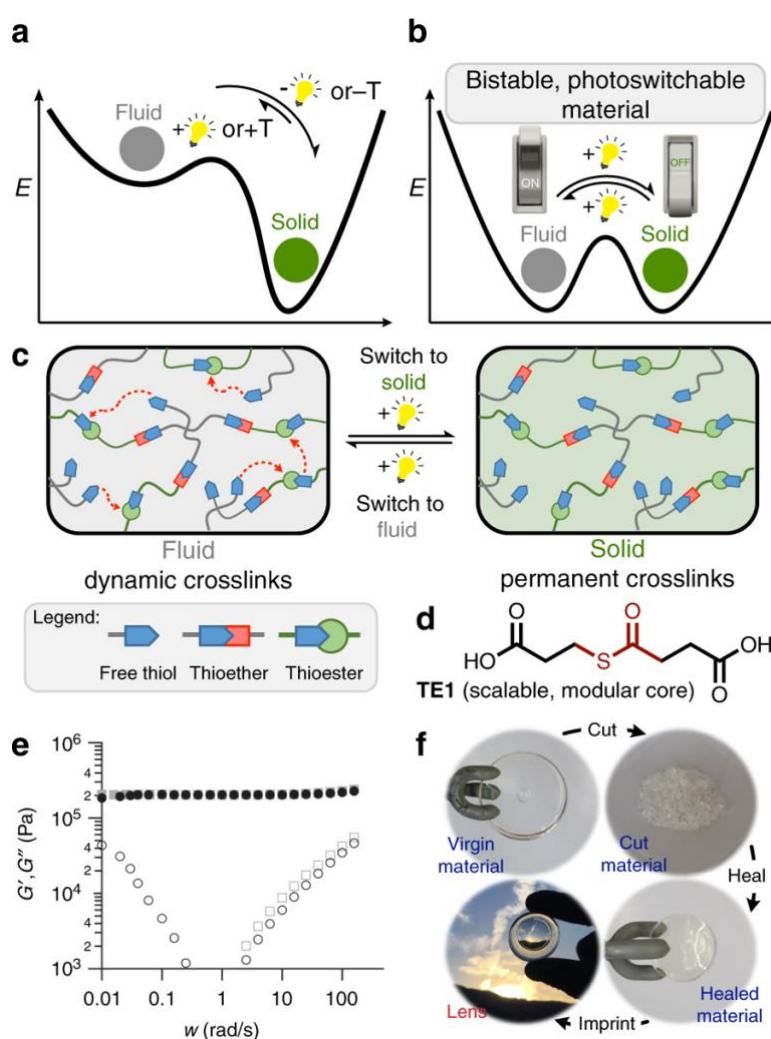 a
Fluid
+ or+T
- or–T
Solid
E
b
Bistable, photoswitchable
material
ON
+
+
OFF
Fluid
Solid
E
c
Switch to
solid
+
+
Switch to
fluid
Fluid
dynamic crosslinks
Solid
permanent crosslinks
Legend:
Free thiol
Thioether
Thioester
d
O
O
HO
S
OH
O
TE1 (scalable, modular core)
e
10⁶
4
2
10⁵
4
2
10⁴
4
2
10³
G′, G″ (Pa)
0.01
0.1
1
10
100
w (rad/s)
f
Cut
Virgin
material
Cut
material
Heal
Lens
Imprint
Healed
material